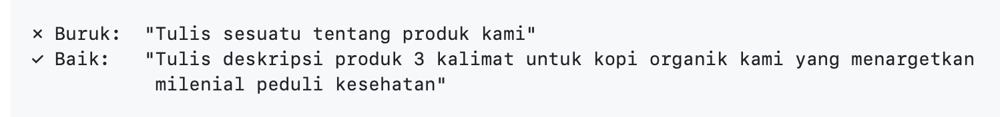 × Buruk:  "Tulis sesuatu tentang produk kami"
✓ Baik:   "Tulis deskripsi produk 3 kalimat untuk kopi organik kami yang menargetkan
           milenial peduli kesehatan"